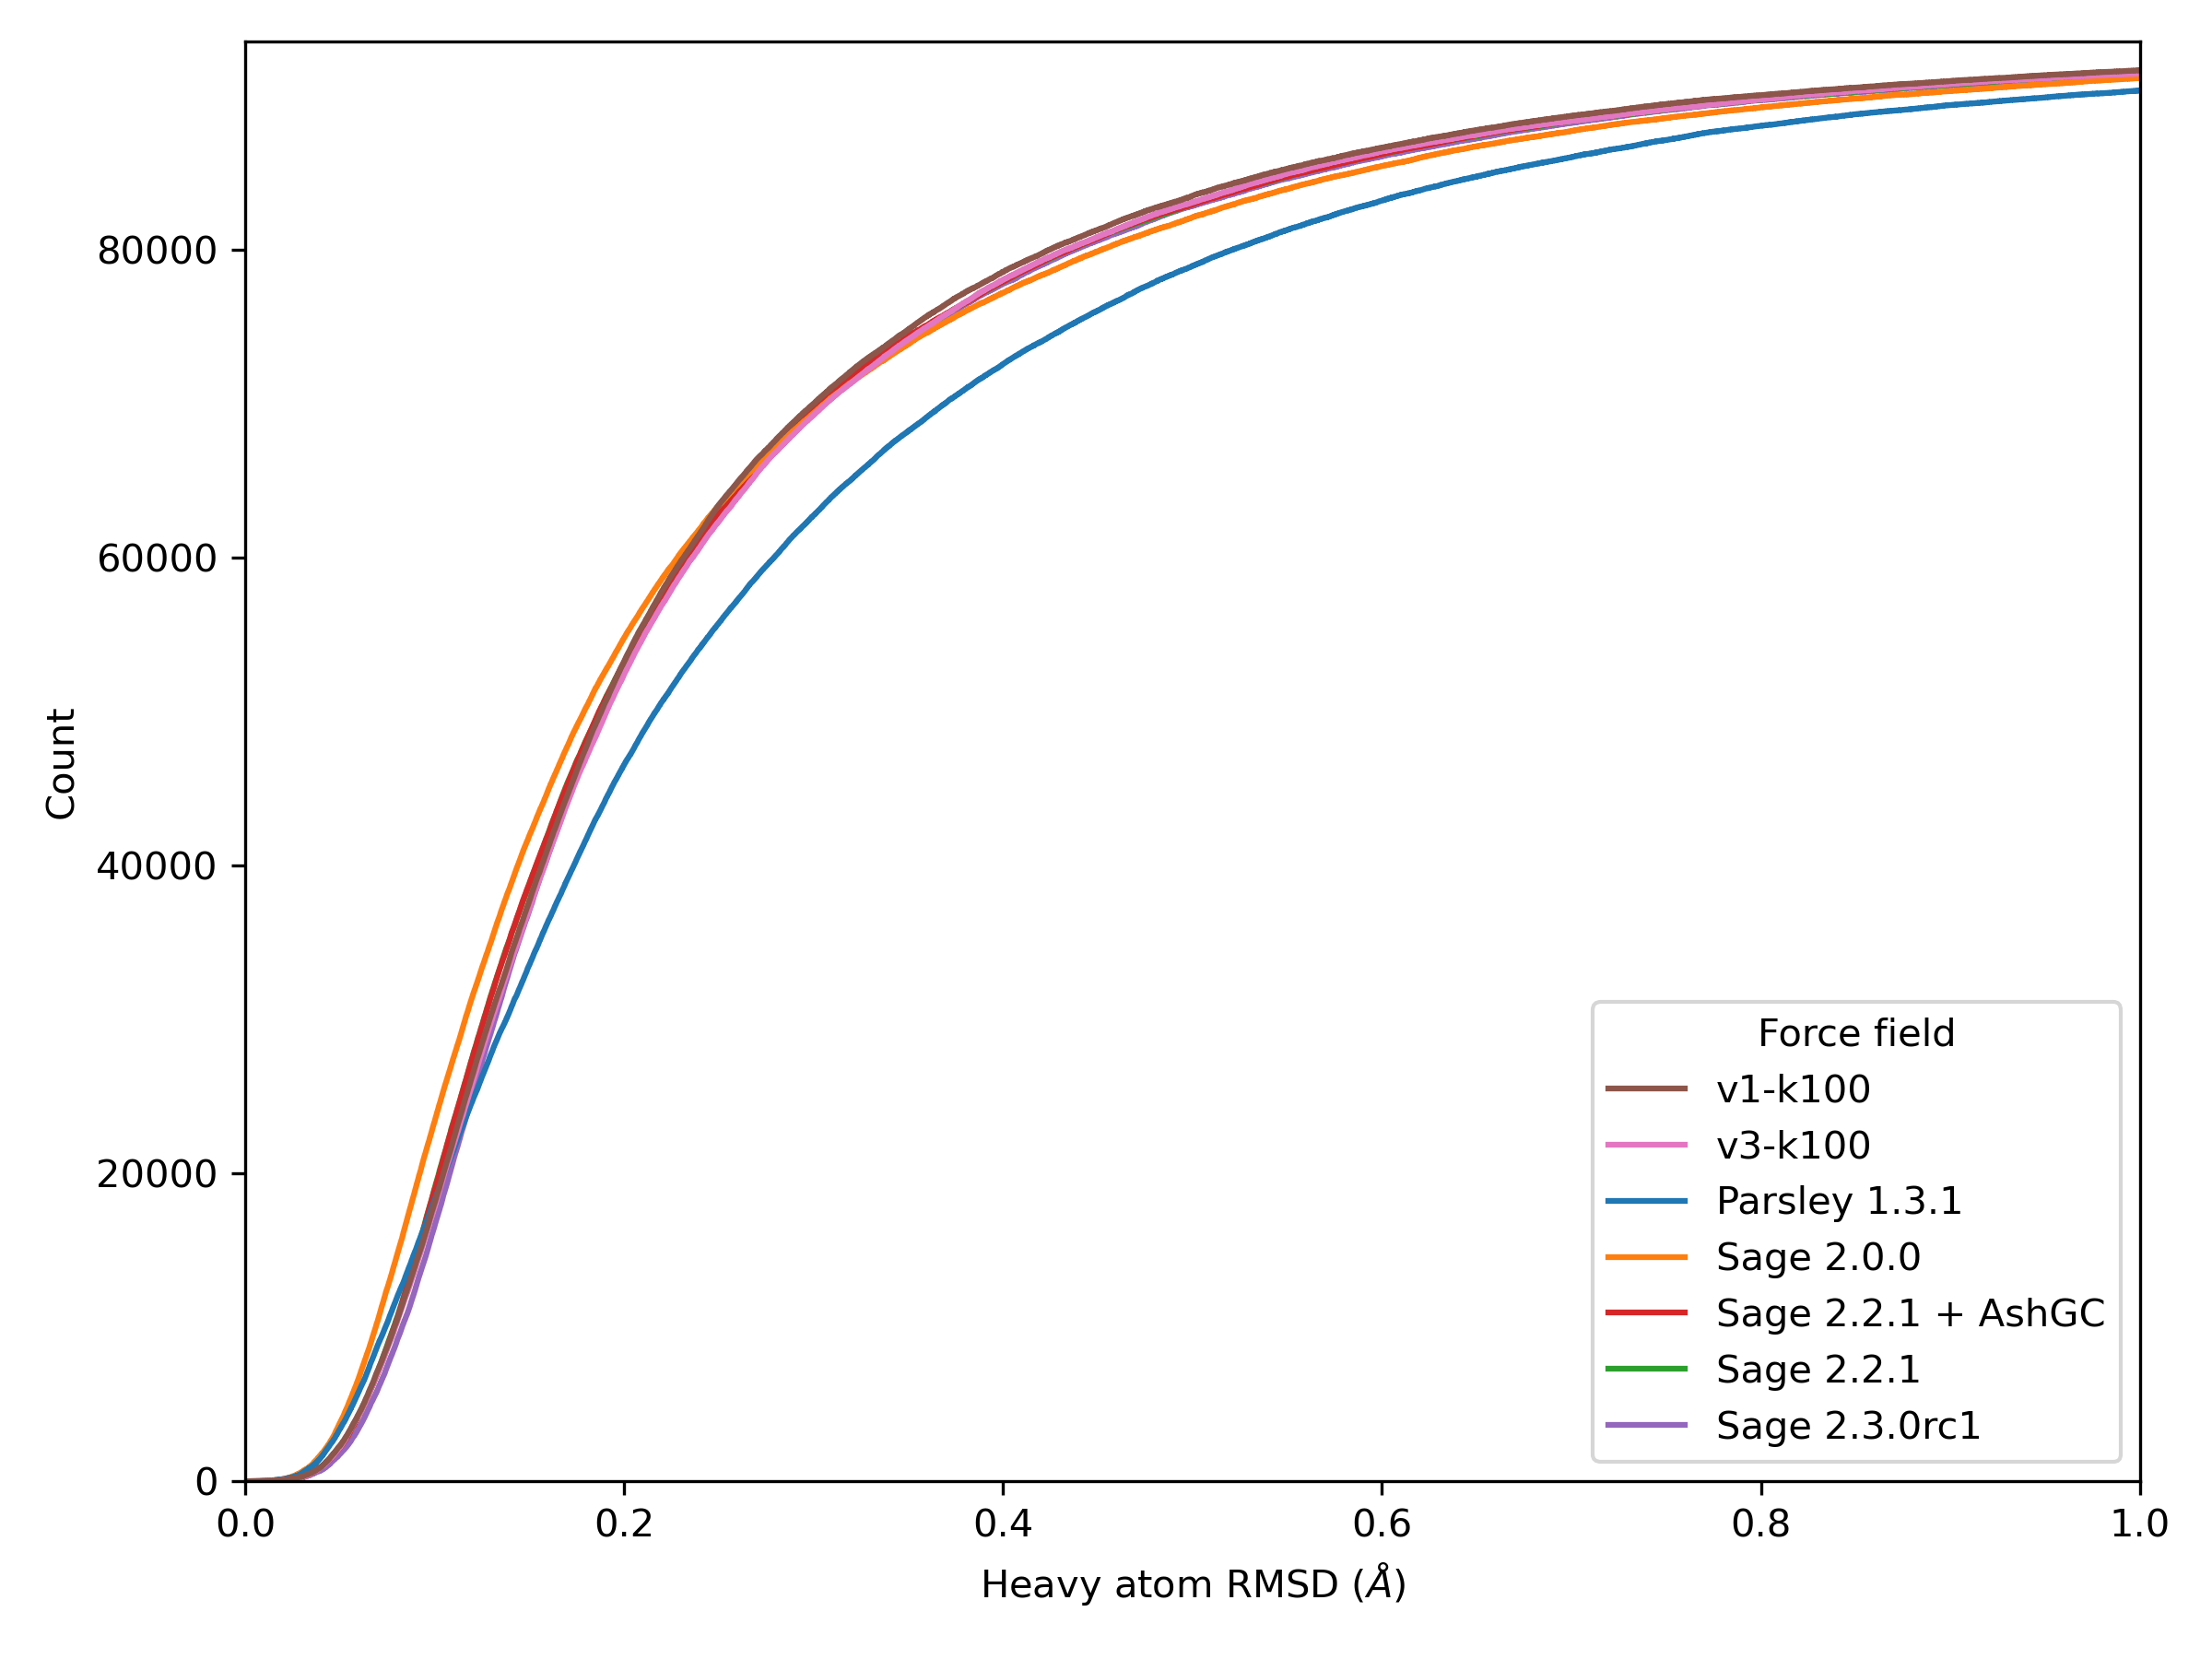 80000
60000
40000
20000
0
Count
0.0
0.2
0.4
0.6
0.8
1.0
Heavy atom RMSD (Å)
Force field
v1-k100
v3-k100
Parsley 1.3.1
Sage 2.0.0
Sage 2.2.1 + AshGC
Sage 2.2.1
Sage 2.3.0rc1